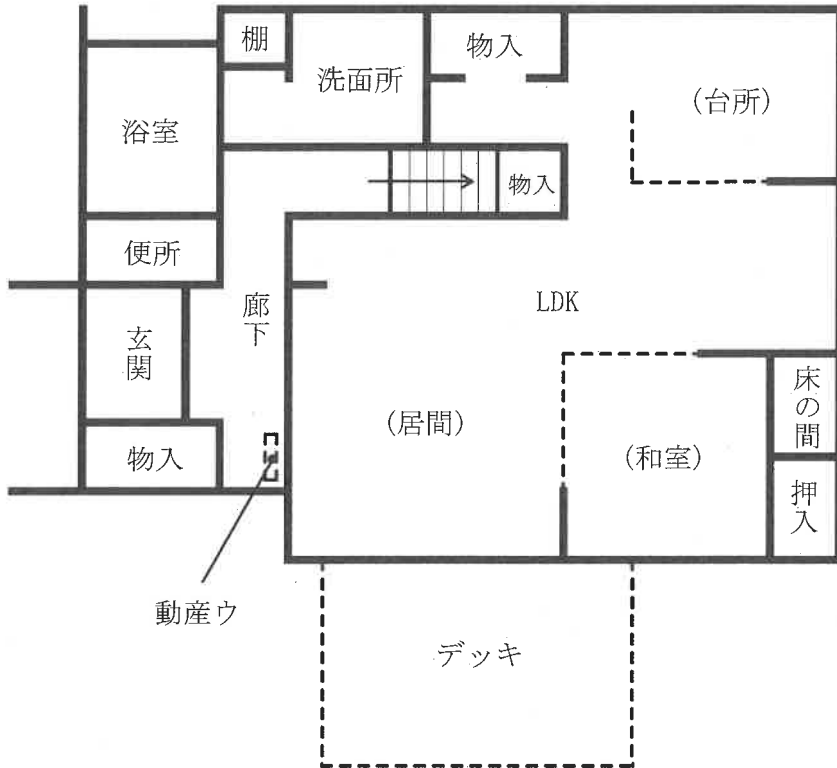 棚
洗面所
物入
(台所)
浴室
物入
便所
廊下
LDK
玄関
(居間)
床の間
(和室)
物入
押入
動産ウ
デッキ